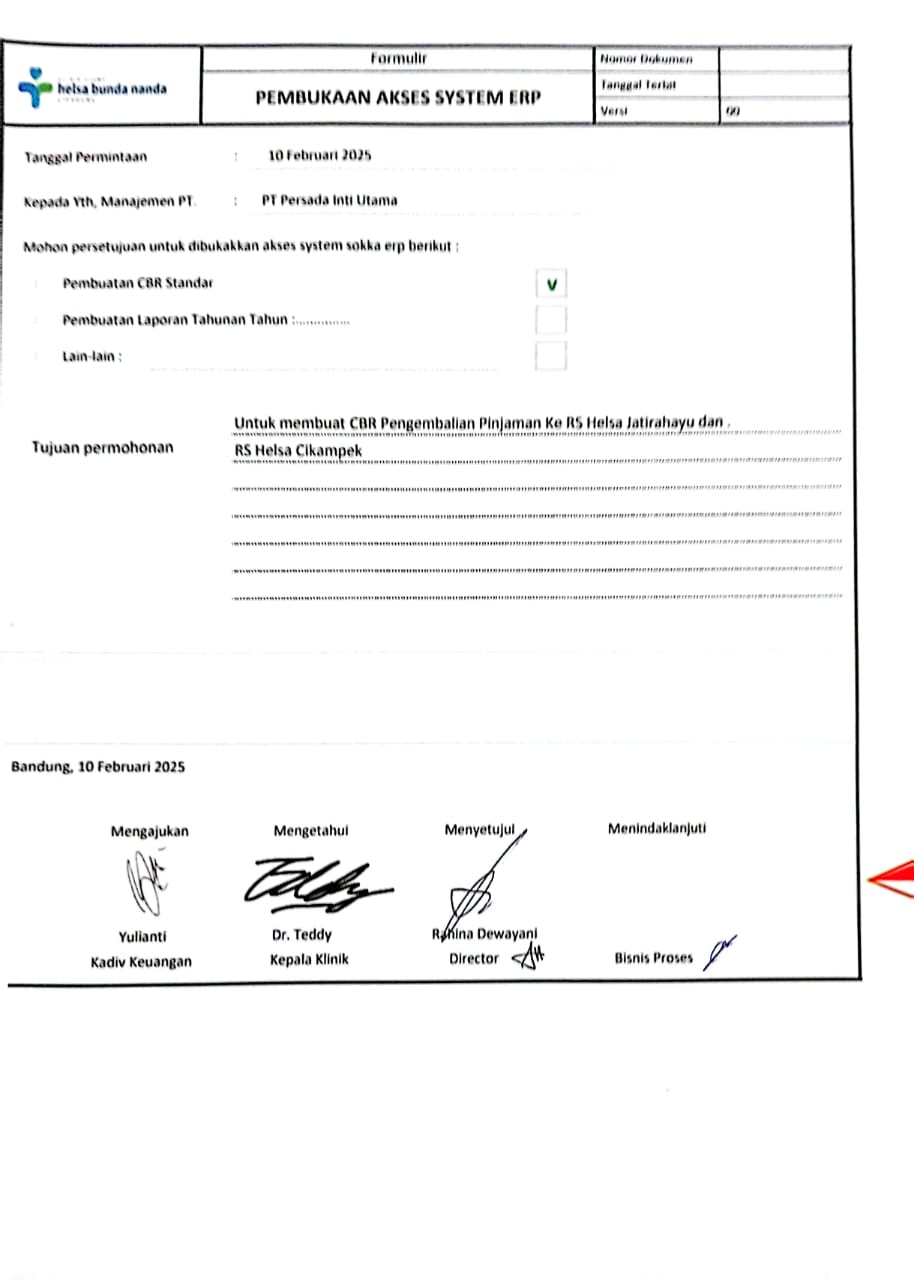 helsa bunda nanda
Formulir
PEMBUKAAN AKSES SYSTEM ERP
Nomor Dokumen
Tanggal Terbit
Versi 00
Tanggal Permintaan : 10 Februari 2025
Kepada Yth, Manajemen PT. : PT Persada Inti Utama
Mohon persetujuan untuk dibukakkan akses system sokka erp berikut :
Pembuatan CBR Standar V
Pembuatan Laporan Tahunan Tahun :..............
Lain-lain :
Untuk membuat CBR Pengembalian Pinjaman Ke RS Helsa Jatirahayu dan .
Tujuan permohonan
RS Helsa Cikampek
Bandung, 10 Februari 2025
Mengajukan Mengetahui Menyetujui Menindaklanjuti
Teddy
Yulianti Dr. Teddy Rahina Dewayani
Kadiv Keuangan Kepala Klinik Director Bisnis Proses